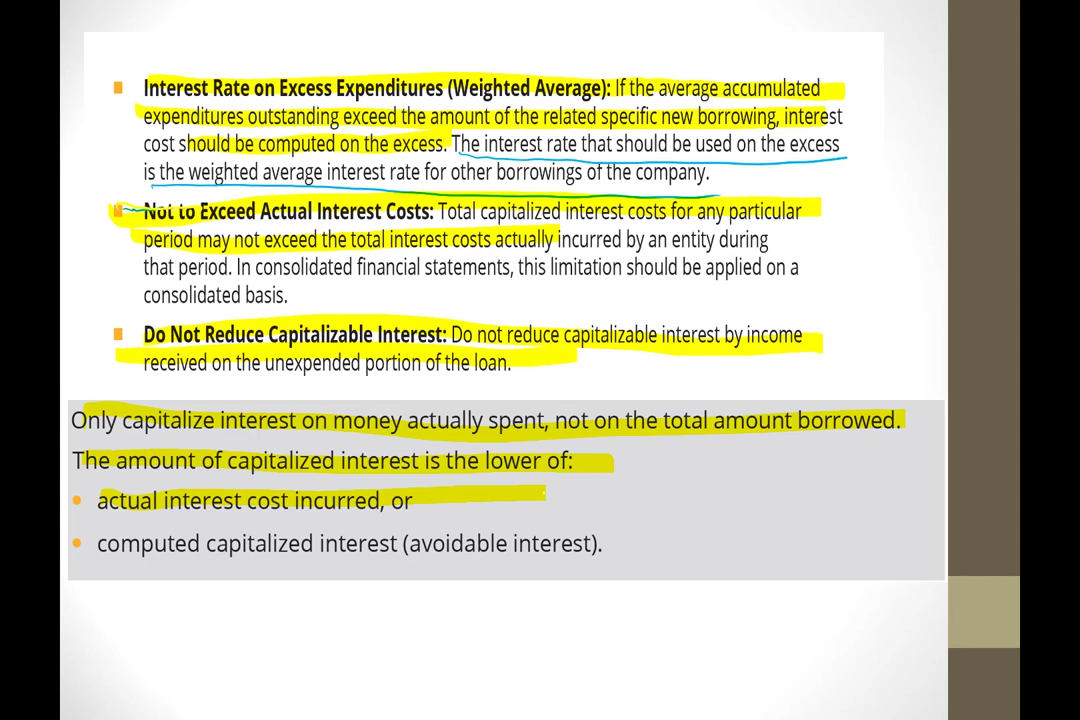 Interest Rate on Excess Expenditures (Weighted Average): If the average accumulated
expenditures outstanding exceed the amount of the related specific new borrowing, interest
cost should be computed on the excess. The interest rate that should be used on the excess
is the weighted average interest rate for other borrowings of the company.
Not to Exceed Actual Interest Costs: Total capitalized interest costs for any particular
period may not exceed the total interest costs actually incurred by an entity during
that period. In consolidated financial statements, this limitation should be applied on a
consolidated basis.
Do Not Reduce Capitalizable Interest: Do not reduce capitalizable interest by income
received on the unexpended portion of the loan.
Only capitalize interest on money actually spent, not on the total amount borrowed.
The amount of capitalized interest is the lower of:
• actual interest cost incurred, or
• computed capitalized interest (avoidable interest).